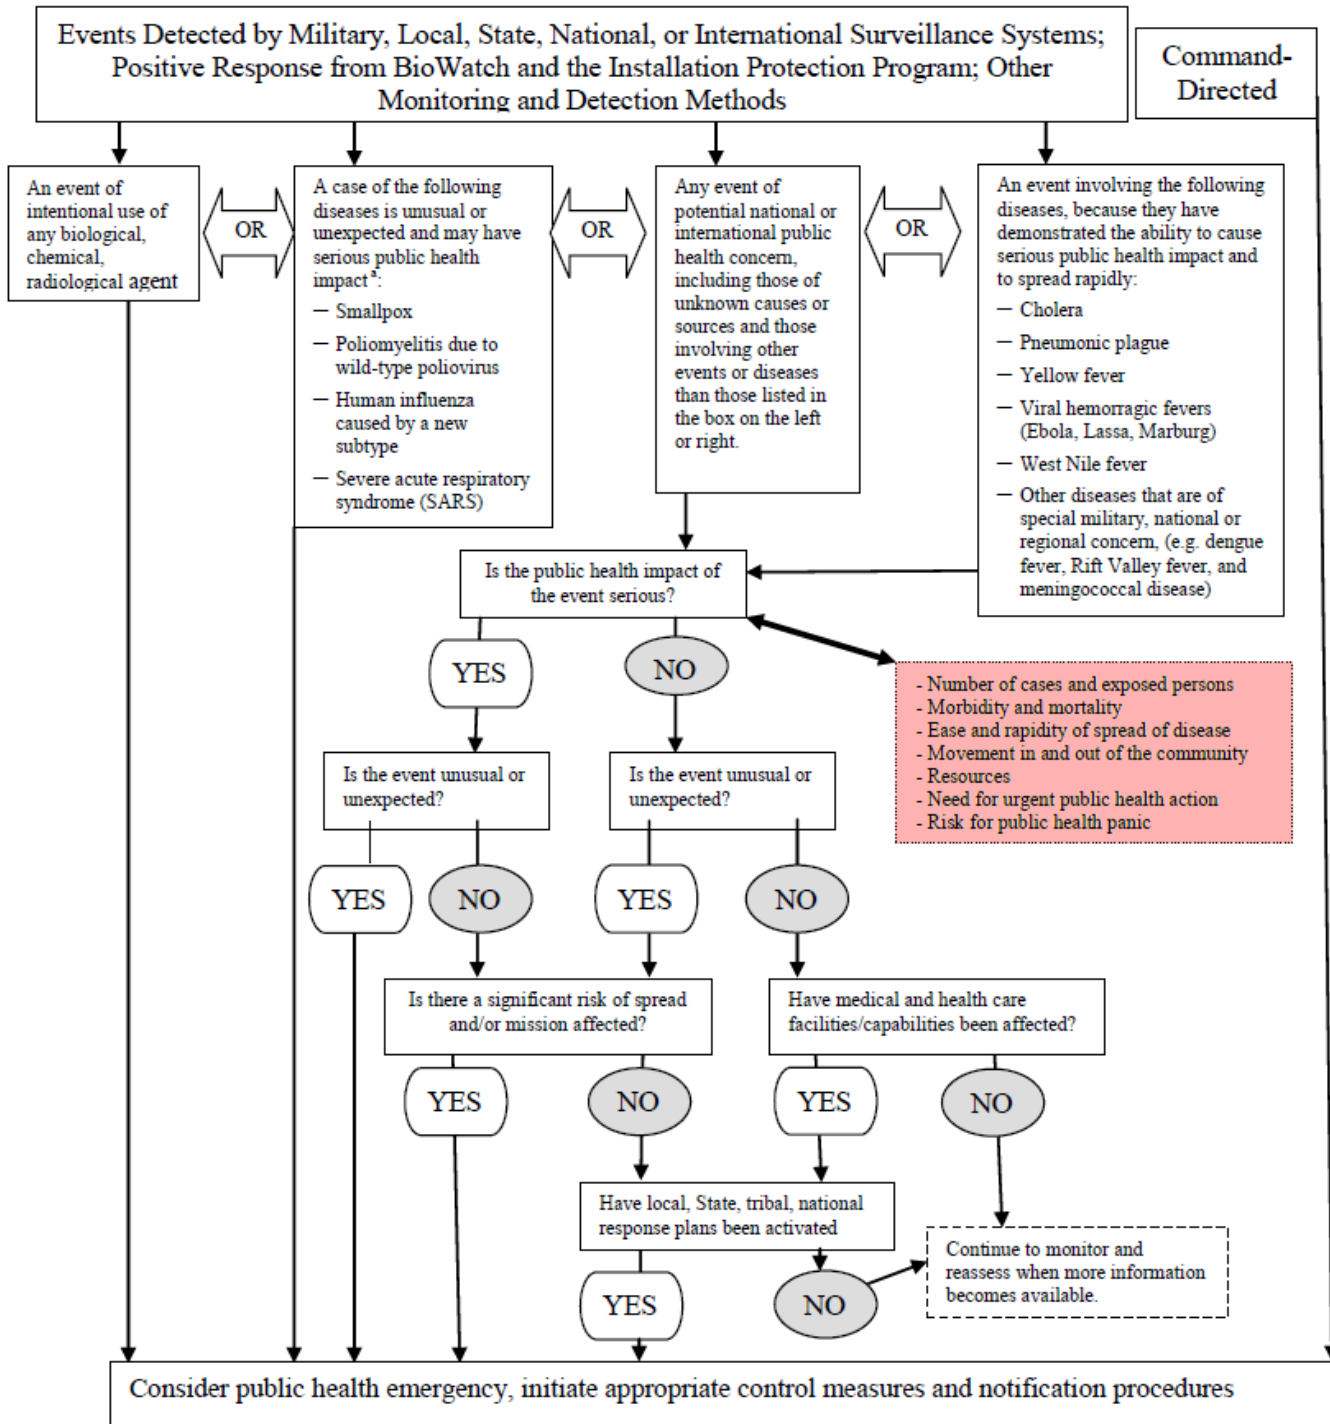 Events Detected by Military, Local, State, National, or International Surveillance Systems;
Positive Response from BioWatch and the Installation Protection Program; Other
Monitoring and Detection Methods
Command-
Directed
An event of
intentional use of
any biological,
chemical,
radiological agent
OR
A case of the following
diseases is unusual or
unexpected and may have
serious public health
impact a:
— Smallpox
— Poliomyelitis due to
wild-type poliovirus
— Human influenza
caused by a new
subtype
— Severe acute respiratory
syndrome (SARS)
OR
Any event of
potential national or
international public
health concern,
including those of
unknown causes or
sources and those
involving other
events or diseases
than those listed in
the box on the left
or right.
OR
An event involving the following
diseases, because they have
demonstrated the ability to cause
serious public health impact and
to spread rapidly:
— Cholera
— Pneumonic plague
— Yellow fever
— Viral hemorragic fevers
(Ebola, Lassa, Marburg)
— West Nile fever
— Other diseases that are of
special military, national or
regional concern, (e.g. dengue
fever, Rift Valley fever, and
meningococcal disease)
Is the public health impact of
the event serious?
YES
NO
- Number of cases and exposed persons
- Morbidity and mortality
- Ease and rapidity of spread of disease
- Movement in and out of the community
- Resources
- Need for urgent public health action
- Risk for public health panic
Is the event unusual or
unexpected?
Is the event unusual or
unexpected?
YES
NO
YES
NO
Is there a significant risk of spread
and/or mission affected?
Have medical and health care
facilities/capabilities been affected?
YES
NO
YES
NO
Have local, State, tribal, national
response plans been activated
Continue to monitor and
reassess when more information
becomes available.
YES
NO
Consider public health emergency, initiate appropriate control measures and notification procedures